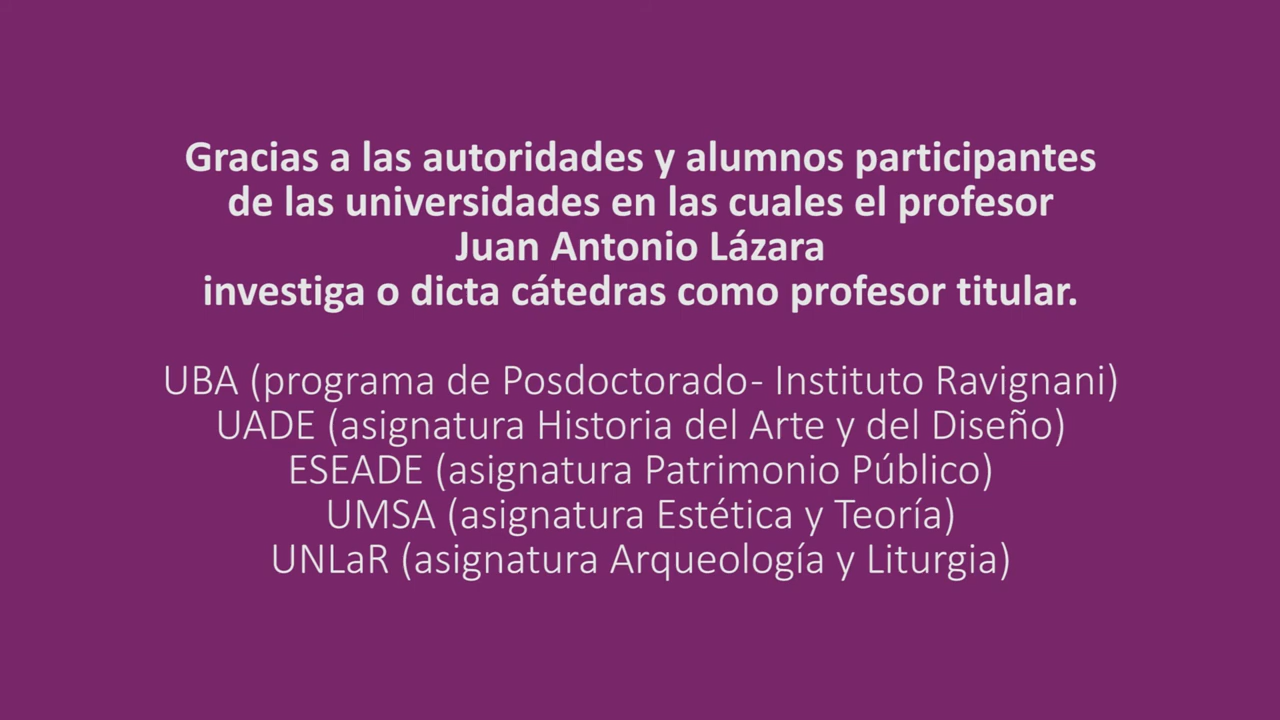 Gracias a las autoridades y alumnos participantes
de las universidades en las cuales el profesor
Juan Antonio Lázara
investiga o dicta cátedras como profesor titular.
UBA (programa de Posdoctorado- Instituto Ravignani)
UADE (asignatura Historia del Arte y del Diseño)
ESEADE (asignatura Patrimonio Público)
UMSA (asignatura Estética y Teoría)
UNLaR (asignatura Arqueología y Liturgia)